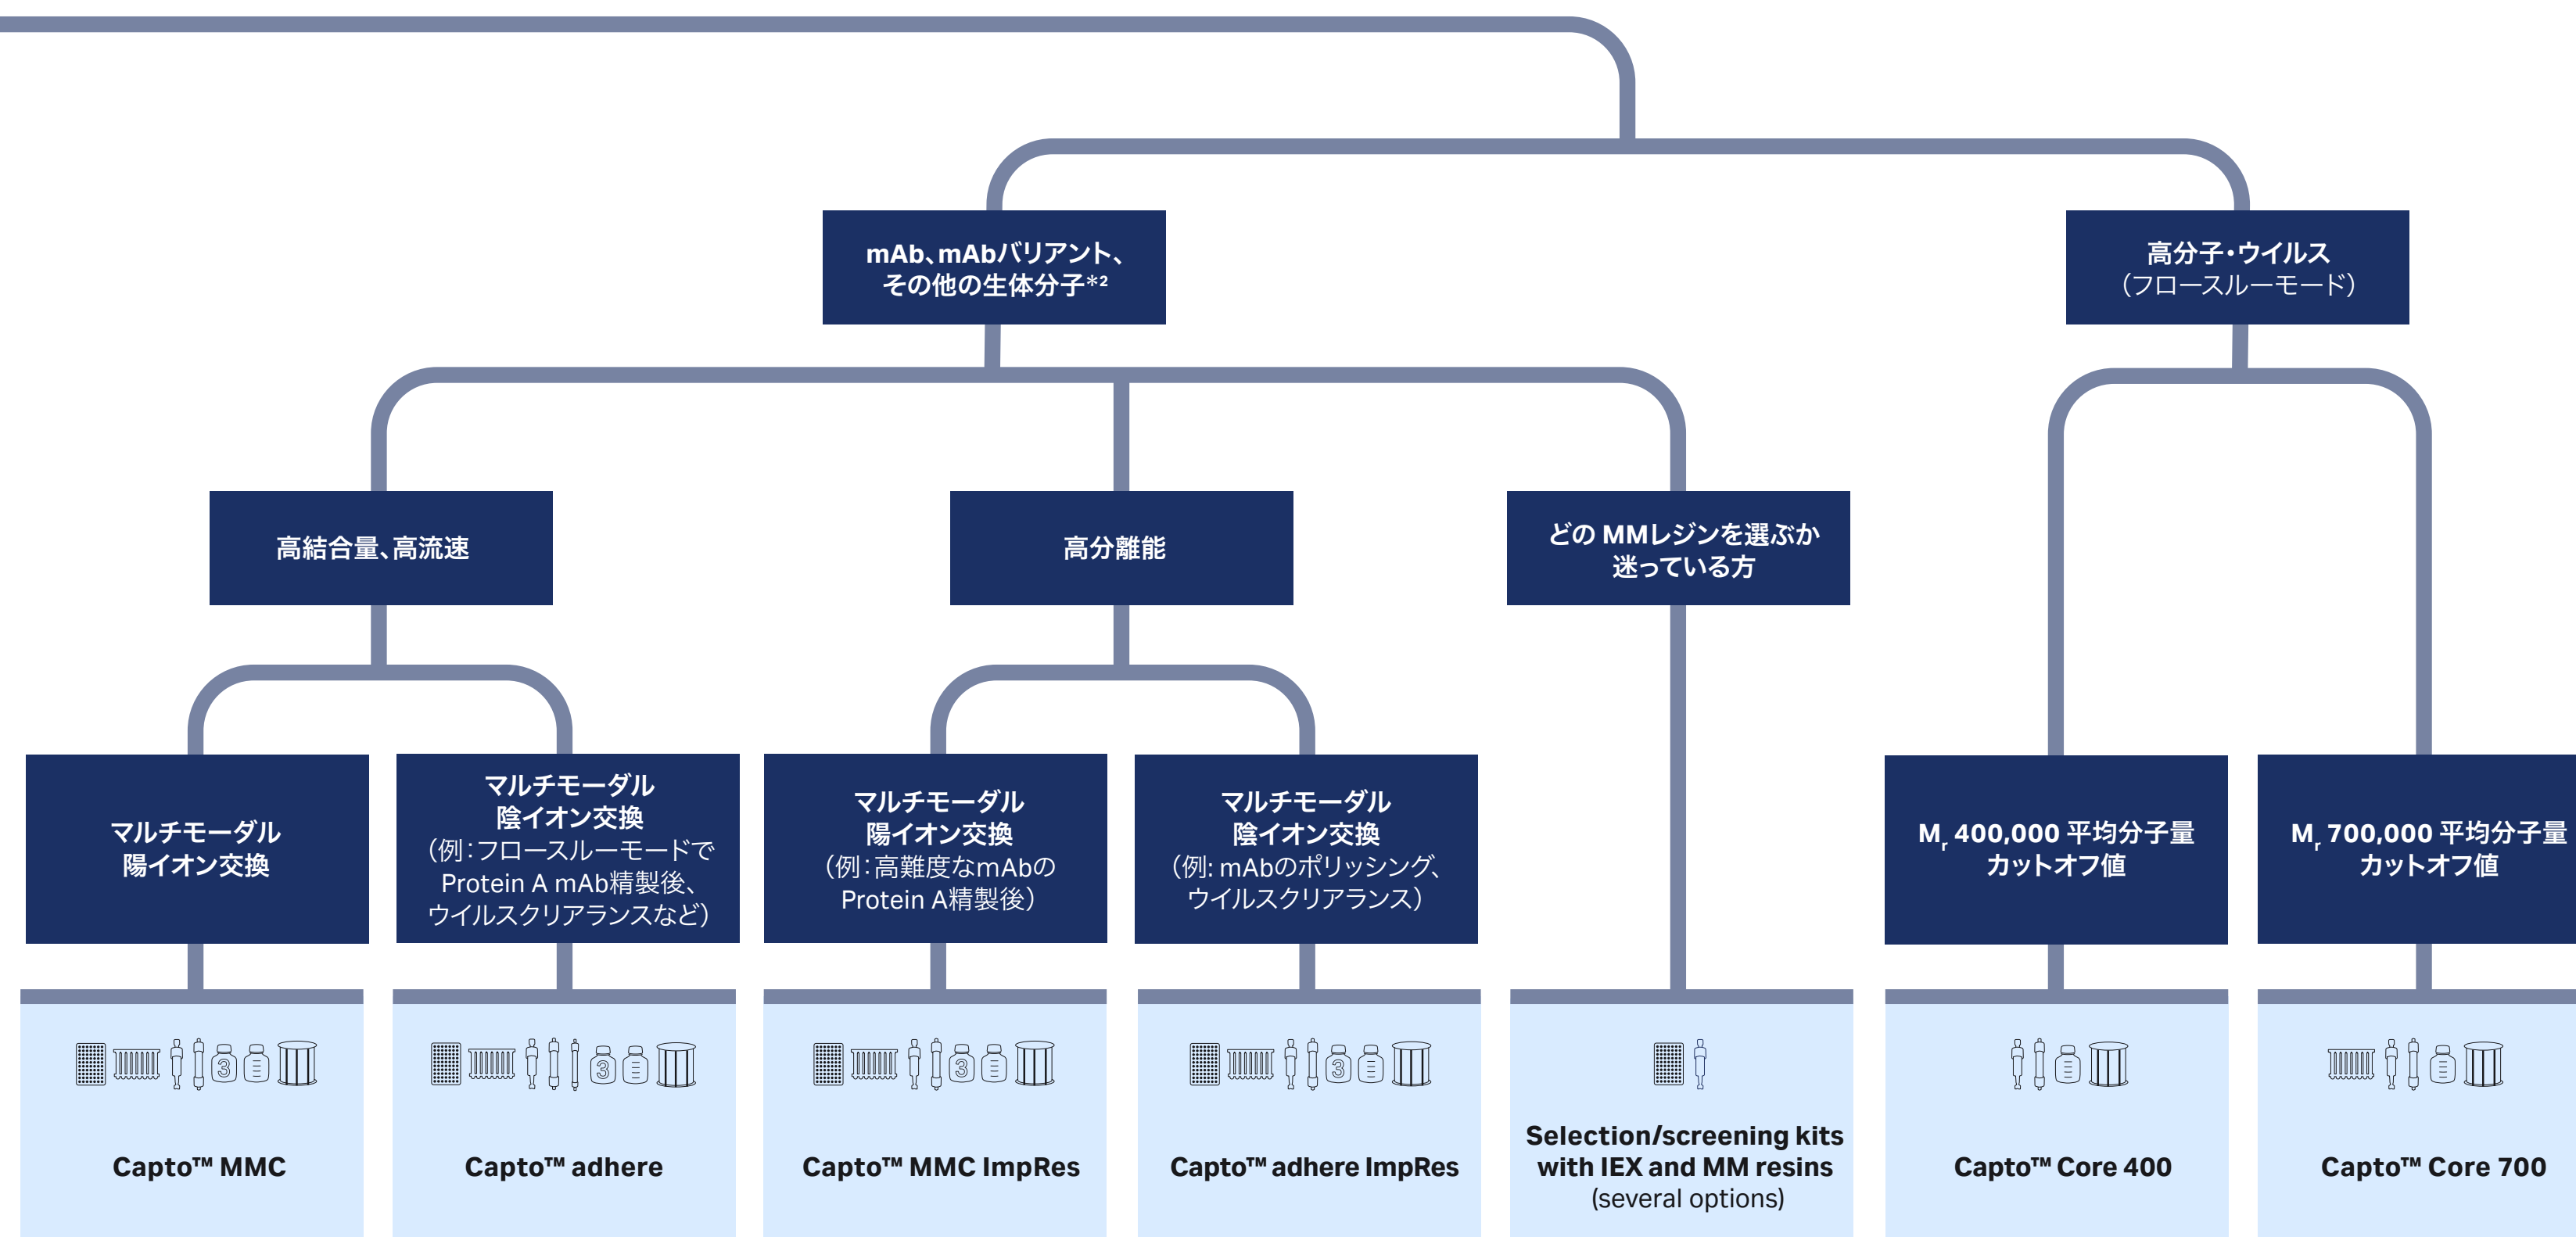 mAb、mAbバリアント、
その他の生体分子*²
高分子・ウイルス
（フロースルーモード）
高結合量、高流速
高分離能
どの MMレジンを選ぶか
迷っている方
マルチモーダル
陽イオン交換
マルチモーダル
陰イオン交換
（例：フロースルーモードで
Protein A mAb精製後、
ウイルスクリアランスなど）
マルチモーダル
陽イオン交換
（例：高難度なmAbの
Protein A精製後）
マルチモーダル
陰イオン交換
（例: mAbのポリッシング、
ウイルスクリアランス）
Mr 400,000 平均分子量
カットオフ値
Mr 700,000 平均分子量
カットオフ値
3
3
3
3
Capto™ MMC
Capto™ adhere
Capto™ MMC ImpRes
Capto™ adhere ImpRes
Selection/screening kits
with IEX and MM resins
(several options)
Capto™ Core 400
Capto™ Core 700